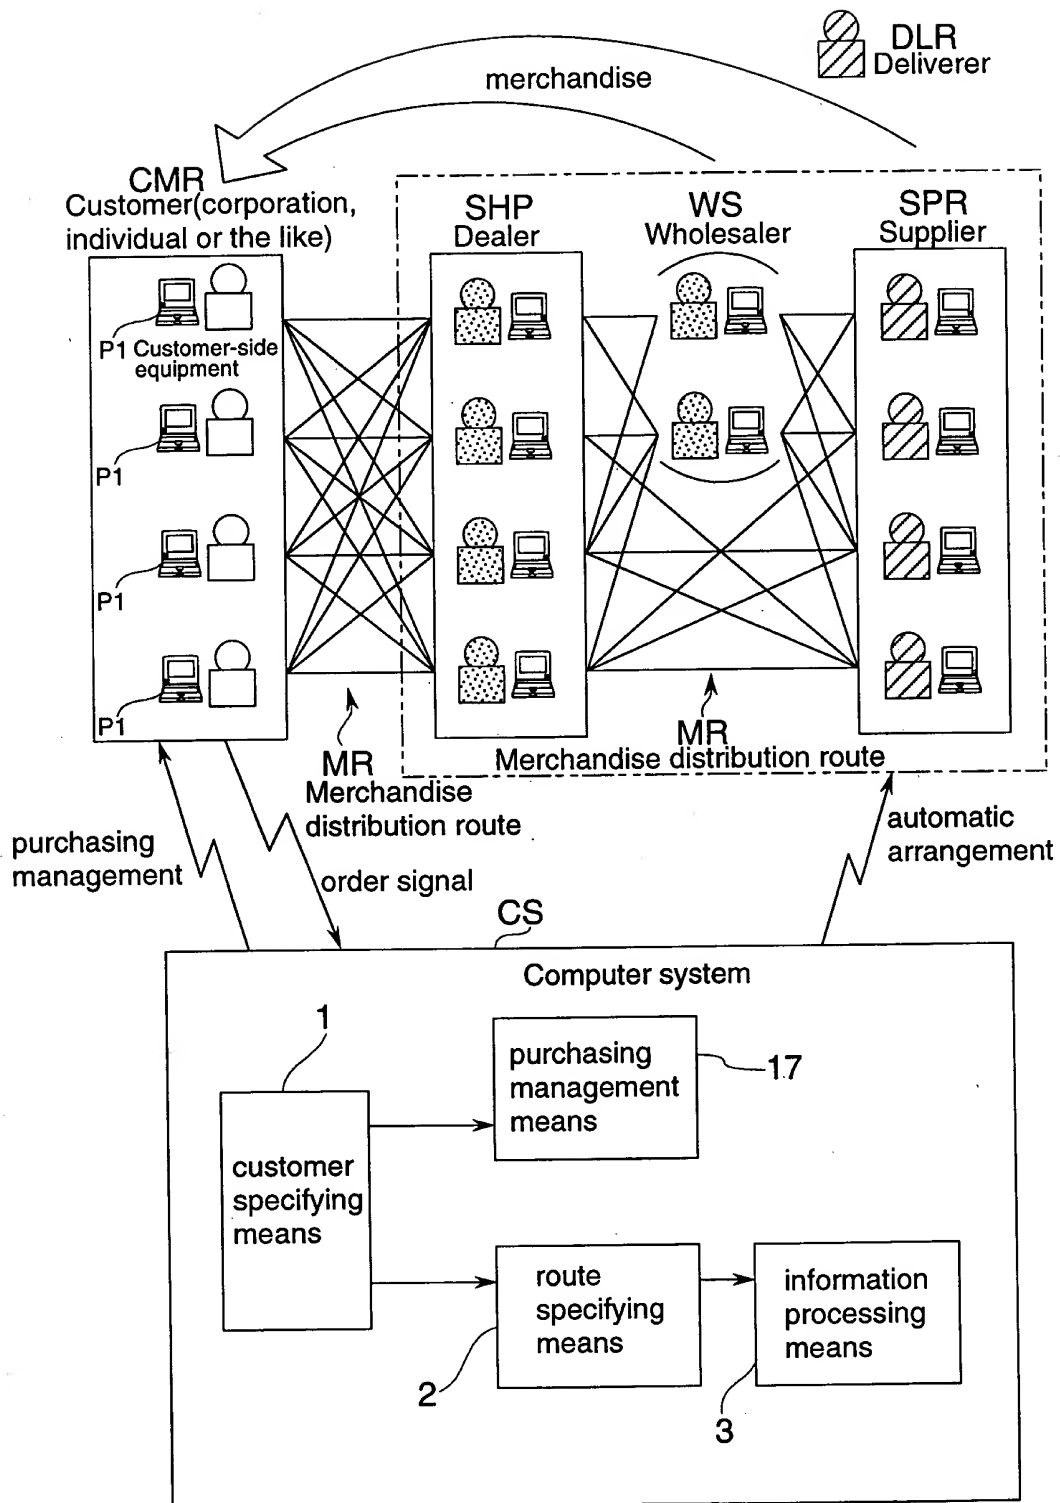 DLR
Deliverer
merchandise
CMR
Customer(corporation,
individual or the like)
SHP
Dealer
WS
Wholesaler
SPR
Supplier
P1 Customer-side
equipment
P1
P1
P1
MR
Merchandise
distribution route
MR
Merchandise distribution route
purchasing
management
order signal
automatic
arrangement
CS
Computer system
1
purchasing
management
means
17
customer
specifying
means
route
specifying
means
information
processing
means
2
3